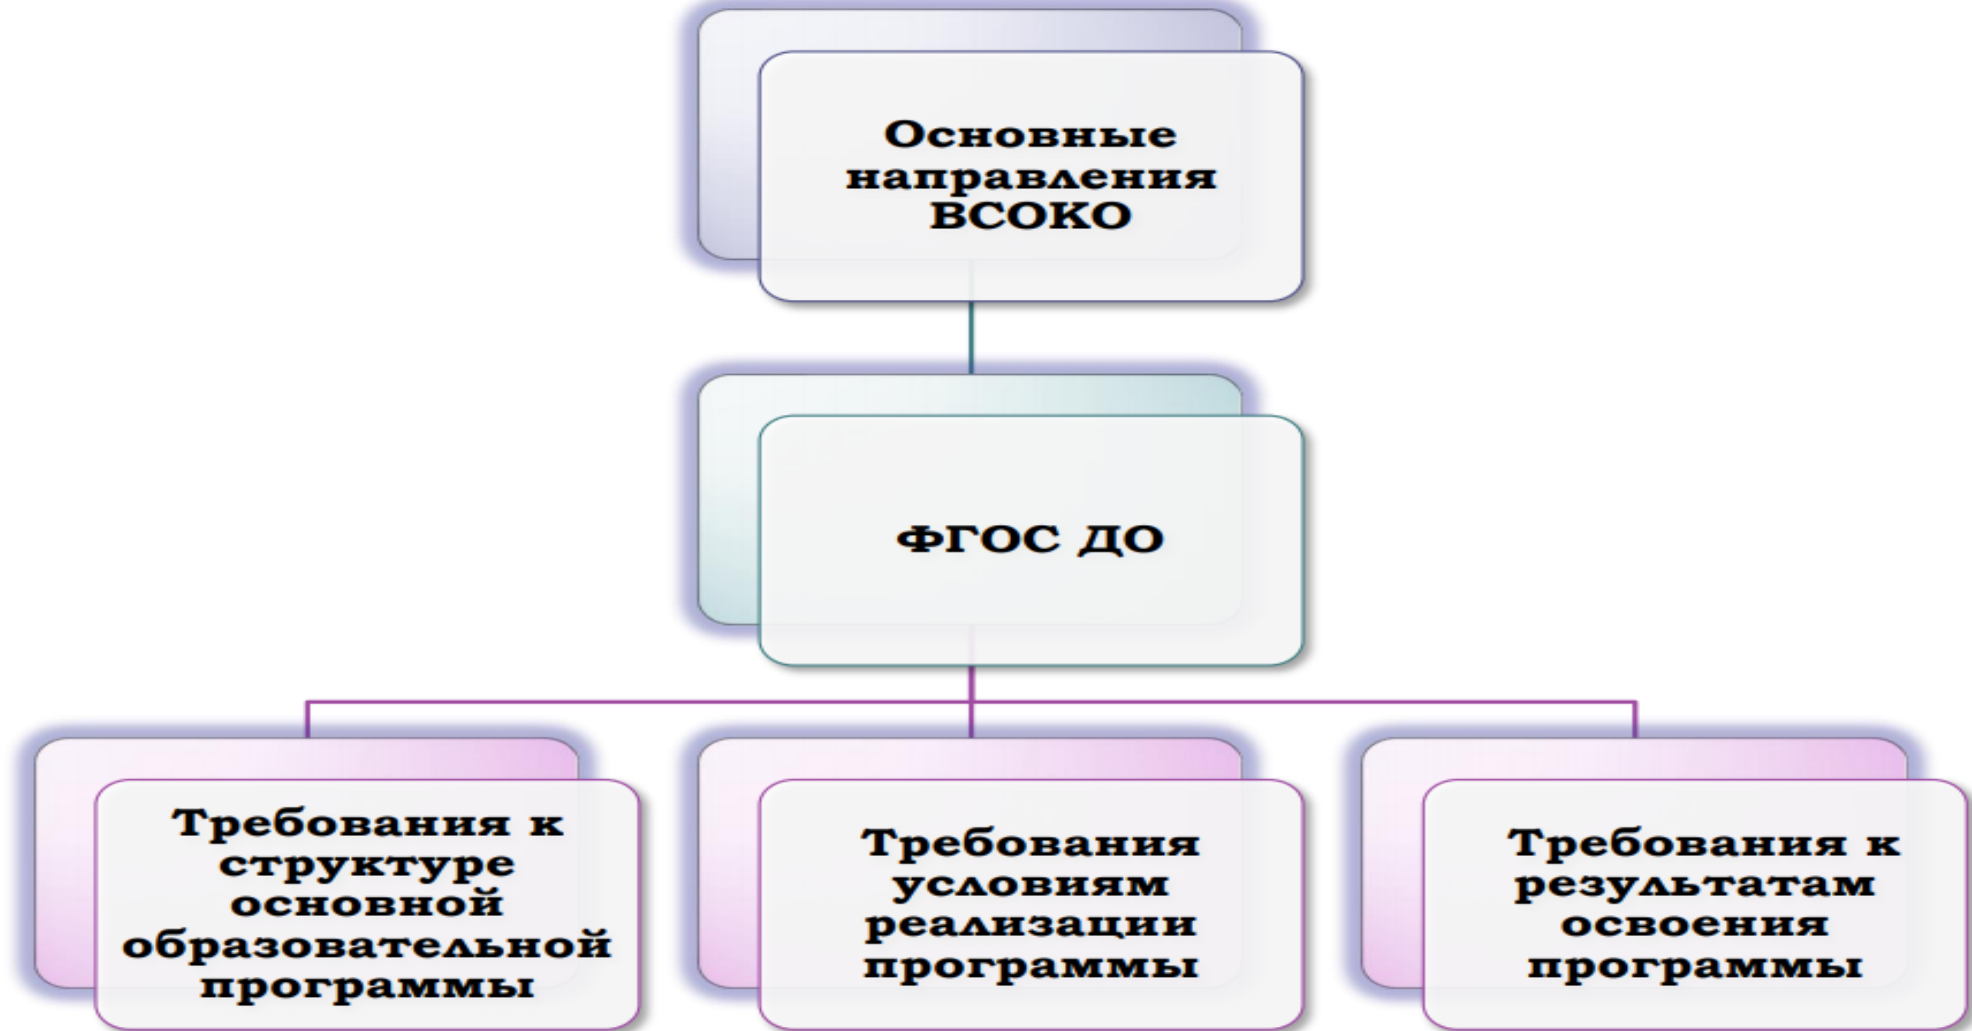 Основные
направления
ВСОКО
ФГОС ДО
Требования к
структуре
основной
образовательной
программы
Требования
условиям
реализации
программы
Требования к
результатам
освоения
программы